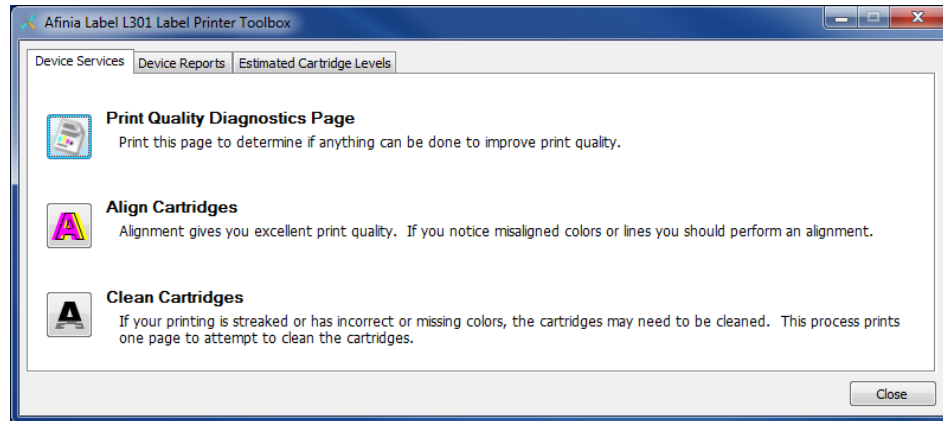 Afinia Label L301 Label Printer Toolbox
Device Services Device Reports Estimated Cartridge Levels
Print Quality Diagnostics Page
Print this page to determine if anything can be done to improve print quality.
Align Cartridges
Alignment gives you excellent print quality. If you notice misaligned colors or lines you should perform an alignment.
Clean Cartridges
If your printing is streaked or has incorrect or missing colors, the cartridges may need to be cleaned. This process prints
one page to attempt to clean the cartridges.
Close